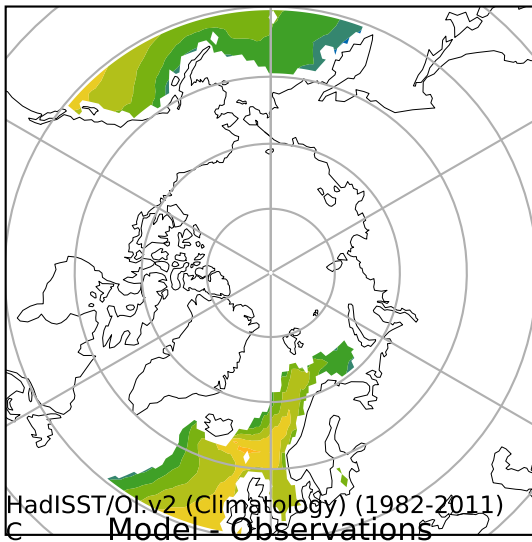 HadISST/OI.v2 (Climatology) (1982-2011)
C Model - Observations